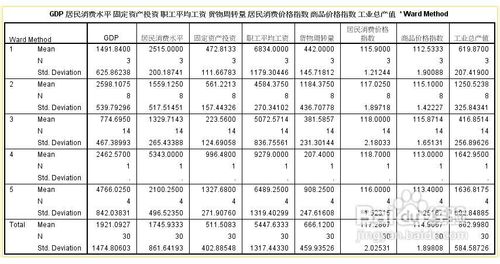 GDP 居民消费水平 固定资产投资 职工平均工资 货物周转量 居民消费价格指数 商品价格指数 工业总产值 * Ward Method
Ward Method GDP 居民消费水平 固定资产投资 职工平均工资 货物周转量 居民消费价格指数 商品价格指数 工业总产值
1 Mean 1491.8400 2515.0000 472.8133 6834.0000 442.0000 115.9000 112.5333 619.8700
N 3 3 3 3 3 3 3 3
Std. Deviation 625.86238 200.18741 111.66783 1179.30446 145.71812 1.21244 1.90088 207.41900
2 Mean 2598.1075 1559.1250 561.2213 4584.3750 1184.3750 117.0250 115.1000 1250.5238
N 8 8 8 8 8 8 8 8
Std. Deviation 539.79296 517.51451 157.44326 270.34102 436.70778 1.89718 2.42227 325.84341
3 Mean 774.6950 1329.7143 223.5600 5072.5714 381.5857 118.0000 115.8714 416.8514
N 14 14 14 14 14 14 14 14
Std. Deviation 467.38993 265.43388 124.69058 836.75561 231.30014 2.18033 1.65131 256.89626
4 Mean 2462.5700 5343.0000 996.4800 9279.0000 207.4000 118.7000 113.0000 1642.9500
N 1 1 1 1 1 1 1 1
Std. Deviation . . . . . . . .
5 Mean 4766.0250 2100.0000 1327.6800 6489.2500 908.2500 116.0000 113.4000 1636.8175
N 4 4 4 4 4 4 4 4
Std. Deviation 842.03831 496.52350 271.90760 1319.40299 247.61608
Total Mean 1921.0927 1745.9333 511.5083 5447.6333 666.1200 862.9980
N 30 30 30 30 30 30 30 30
Std. Deviation 1474.80603 861.64193 402.88548 1317.44330 459.93526 2.02531 1.89808 584.58726